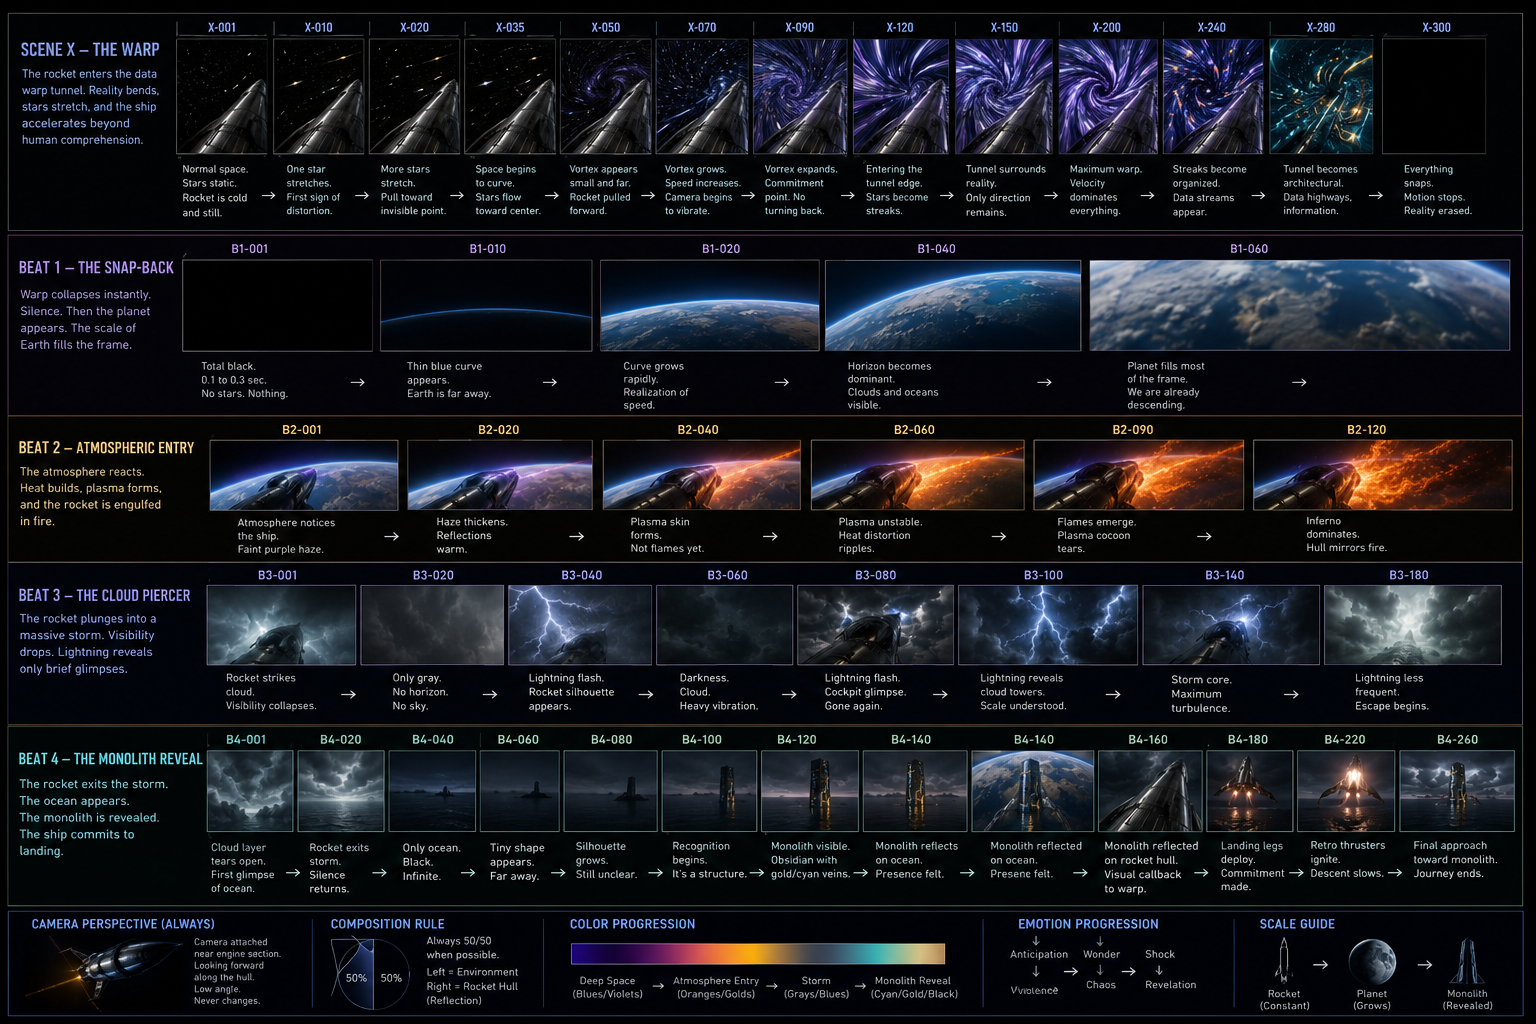 SCENE X – THE WARP
The rocket enters the data
warp tunnel. Reality bends,
stars stretch, and the ship
accelerates beyond
human comprehension.
X-001
X-010
X-020
X-035
X-050
X-070
X-090
X-120
X-150
X-200
X-240
X-280
X-300
Normal space.
Stars static.
Rocket is cold
and still.
One star
stretches.
First sign of
distortion.
More stars
stretch.
Pull toward
invisible point.
Space begins
to curve.
Stars flow
toward center.
Vortex appears
small and far.
Rocket pulled
forward.
Vortex grows.
Speed increases.
Camera begins
to vibrate.
Vorrex expands.
Commitment
point. No
turning back.
Entering the
tunnel edge.
Stars become
streaks.
Tunnel surrounds
reality.
Only direction
remains.
Maximum warp.
Velocity
dominates
everything.
Streaks become
organized.
Data streams
appear.
Tunnel becomes
architectural.
Data highways,
information.
Everything
snaps.
Motion stops.
Reality erased.
BEAT 1 – THE SNAP-BACK
Warp collapses instantly.
Silence. Then the planet
appears. The scale of
Earth fills the frame.
B1-001
B1-010
B1-020
B1-040
B1-060
Total black.
0.1 to 0.3 sec.
No stars. Nothing.
Thin blue curve
appears.
Earth is far away.
Curve grows
rapidly.
Realization of
speed.
Horizon becomes
dominant.
Clouds and oceans
visible.
Planet fills most
of the frame.
We are already
descending.
BEAT 2 – ATMOSPHERIC ENTRY
The atmosphere reacts.
Heat builds, plasma forms,
and the rocket is engulfed
in fire.
B2-001
B2-020
B2-040
B2-060
B2-090
B2-120
Atmosphere notices
the ship.
Faint purple haze.
Haze thickens.
Reflections
warm.
Plasma skin
forms.
Not flames yet.
Plasma unstable.
Heat distortion
ripples.
Flames emerge.
Plasma cocoon
tears.
Inferno
dominates.
Hull mirrors fire.
BEAT 3 – THE CLOUD PIERCER
The rocket plunges into a
massive storm. Visibility
drops. Lightning reveals
only brief glimpses.
B3-001
B3-020
B3-040
B3-060
B3-080
B3-100
B3-140
B3-180
Rocket strikes
cloud.
Visibility collapses.
Only gray.
No horizon.
No sky.
Lightning flash.
Rocket silhouette
appears.
Darkness.
Cloud.
Heavy vibration.
Lightning flash.
Cockpit glimpse.
Gone again.
Lightning reveals
cloud towers.
Scale understood.
Storm core.
Maximum
turbulence.
Lightning less
frequent.
Escape begins.
BEAT 4 – THE MONOLITH REVEAL
The rocket exits the storm.
The ocean appears.
The monolith is revealed.
The ship commits to
landing.
B4-001
B4-020
B4-040
B4-060
B4-080
B4-100
B4-120
B4-140
B4-140
B4-160
B4-180
B4-220
B4-260
Cloud layer
tears open.
First glimpse
of ocean.
Rocket exits
storm.
Silence
returns.
Only ocean.
Black.
Infinite.
Tiny shape
appears.
Far away.
Silhouette
grows.
Still unclear.
Recognition
begins.
It's a structure.
Monolith visible.
Obsidian with
gold/cyan veins.
Monolith reflects
on ocean.
Presence felt.
Monolith reflected
on ocean.
Presene felt.
Monolith reflected
on rocket hull.
Visual callback
to warp.
Landing legs
deploy.
Commitment
made.
Retro thrusters
ignite.
Descent slows.
Final approach
toward monolith.
Journey ends.
CAMERA PERSPECTIVE (ALWAYS)
Camera attached
near engine section.
Looking forward
along the hull.
Low angle.
Never changes.
COMPOSITION RULE
50%
50%
Always 50/50
when possible.
Left = Environment
Right = Rocket Hull
(Reflection)
COLOR PROGRESSION
Deep Space
(Blues/Violets)
Atmosphere Entry
(Oranges/Golds)
Storm
(Grays/Blues)
Monolith Reveal
(Cyan/Gold/Black)
EMOTION PROGRESSION
Anticipation
Wonder
Shock
Chaos
Revelation
SCALE GUIDE
Rocket
(Constant)
Planet
(Grows)
Monolith
(Revealed)